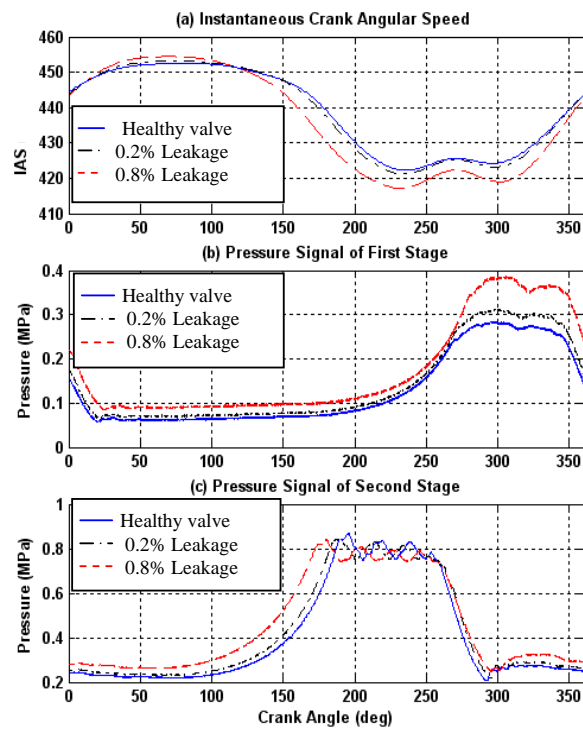 (a) Instantaneous Crank Angular Speed
460
450
440
430
420
410
IAS
Healthy valve
0.2% Leakage
0.8% Leakage
0 50 100 150 200 250 300 350
(b) Pressure Signal of First Stage
0.4
0.3
0.2
0.1
0
Pressure (MPa)
Healthy valve
0.2% Leakage
0.8% Leakage
0 50 100 150 200 250 300 350
(c) Pressure Signal of Second Stage
1
0.8
0.6
0.4
0.2
Pressure (MPa)
Healthy valve
0.2% Leakage
0.8% Leakage
0 50 100 150 200 250 300 350
Crank Angle (deg)